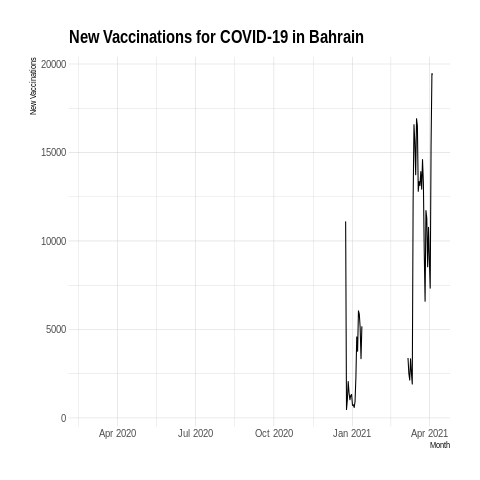 New Vaccinations for COVID-19 in Bahrain
New Vaccinations
20000
15000
10000
5000
0
Apr 2020 Jul 2020 Oct 2020 Jan 2021 Apr 2021
Month